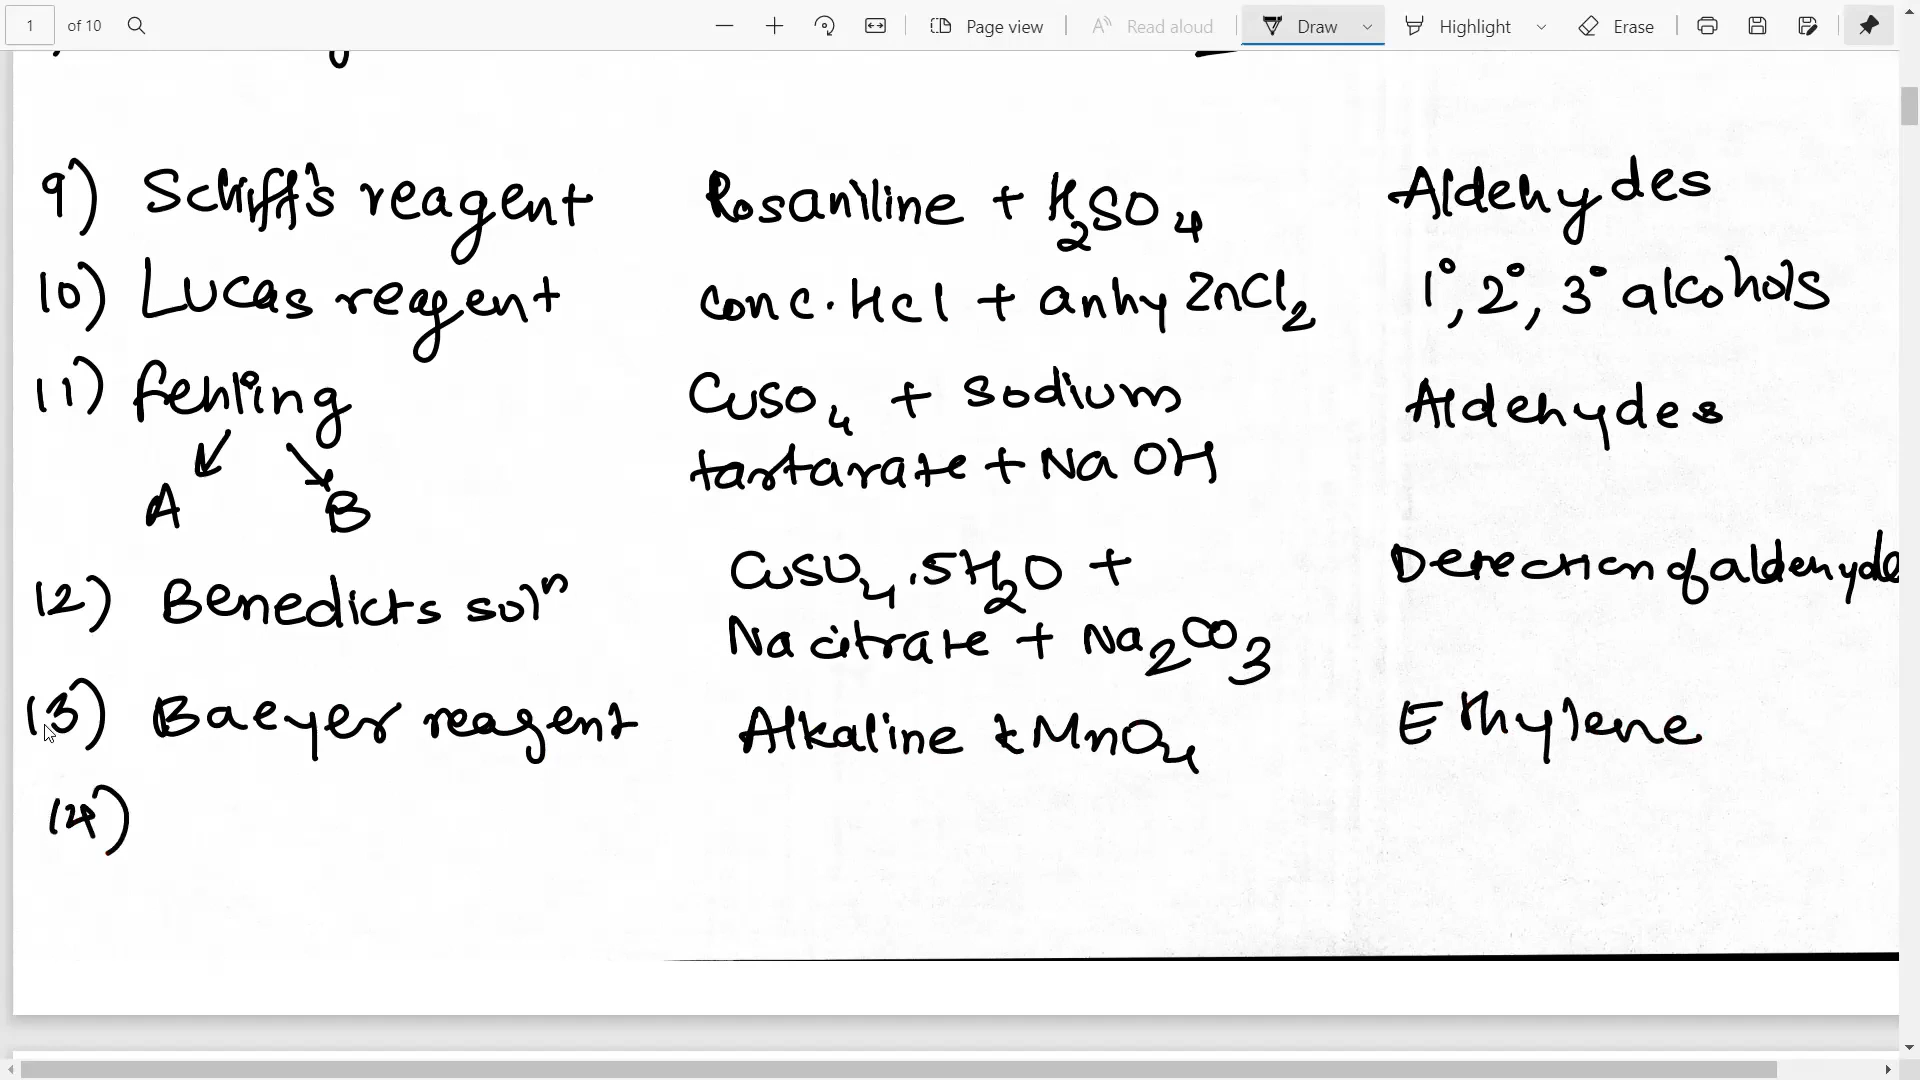 1 of 10 Page view Read aloud Draw Highlight Erase
9) Schiff's reagent Rosaniline + H2SO4 Aldehydes
10) Lucas reagent conc. HCl + anhy ZnCl2 1°, 2°, 3° alcohols
11) Fehling CuSO4 + Sodium Aldehydes
tartarate + NaOH
A B
12) Benedicts solⁿ CuSO4.5H2O + Detection of aldehyde
Na citrate + Na2CO3
13) Baeyer reagent Alkaline KMnO4 Ethylene
14)